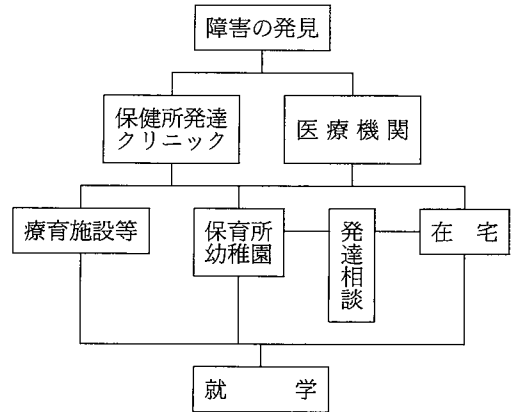 障害の発見
保健所発達
クリニック
医療機関
療育施設等
保育所
幼稚園
発達相談
在宅
就学